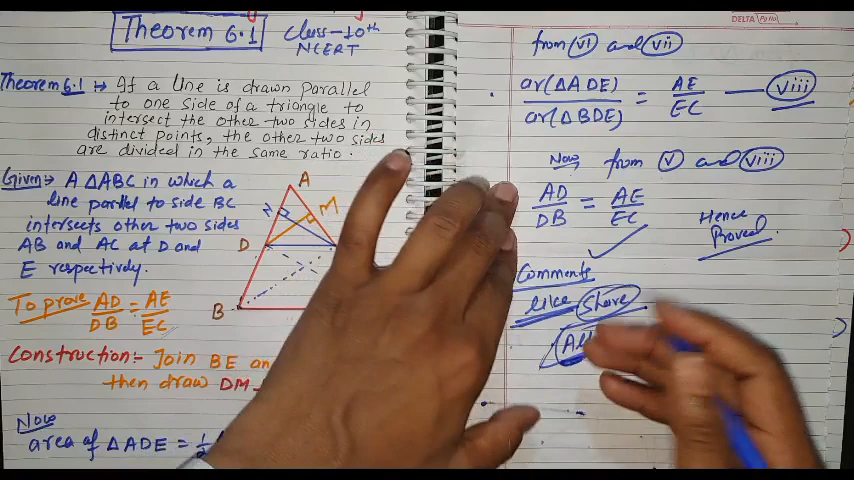 Theorem 6.1
Class-10th
NCERT
Theorem 6.1 :→ If a line is drawn parallel
to one side of a triangle to
intersect the other two sides in
distinct points, the other two sides
are divided in the same ratio.
Given :→ A ΔABC in which a
line parllel to side BC
intersects other two sides
AB and AC at D and
E respectively.
A
N
M
D
B
To prove AD/DB = AE/EC
Construction:- Join BE an
then draw DM
Now
area of ΔADE = 1/2
DELTA
from (vi) and (vii)
ar(ΔADE)/ar(ΔBDE) = AE/EC — (viii)
Now, from (v) and (viii)
AD/DB = AE/EC
Hence
Proved.
Comments
like Share